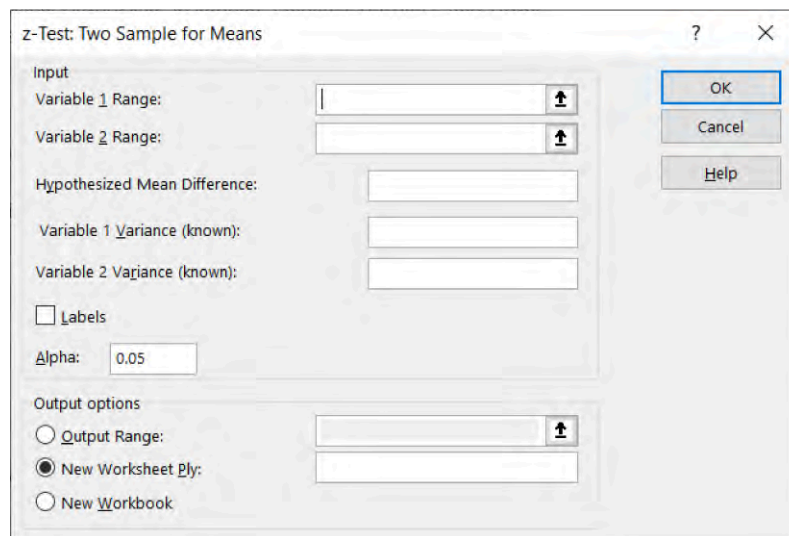 z-Test: Two Sample for Means ? X
Input
Variable 1 Range:
Variable 2 Range:
Hypothesized Mean Difference:
Variable 1 Variance (known):
Variable 2 Variance (known):
Labels
Alpha: 0.05
OK
Cancel
Help
Output options
Output Range:
New Worksheet Ply:
New Workbook